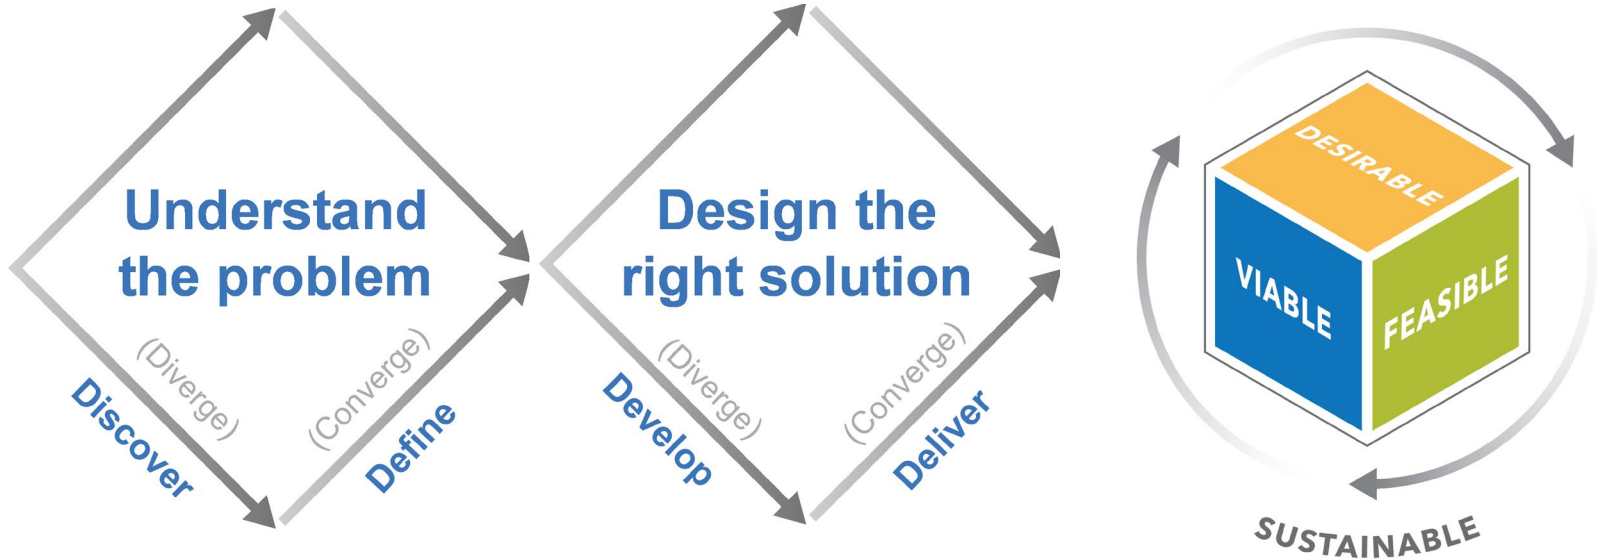 Understand
the problem
(Diverge)
Discover
(Converge)
Define
Design the
right solution
(Diverge)
Develop
(Converge)
Deliver
DESIRABLE
VIABLE
FEASIBLE
SUSTAINABLE